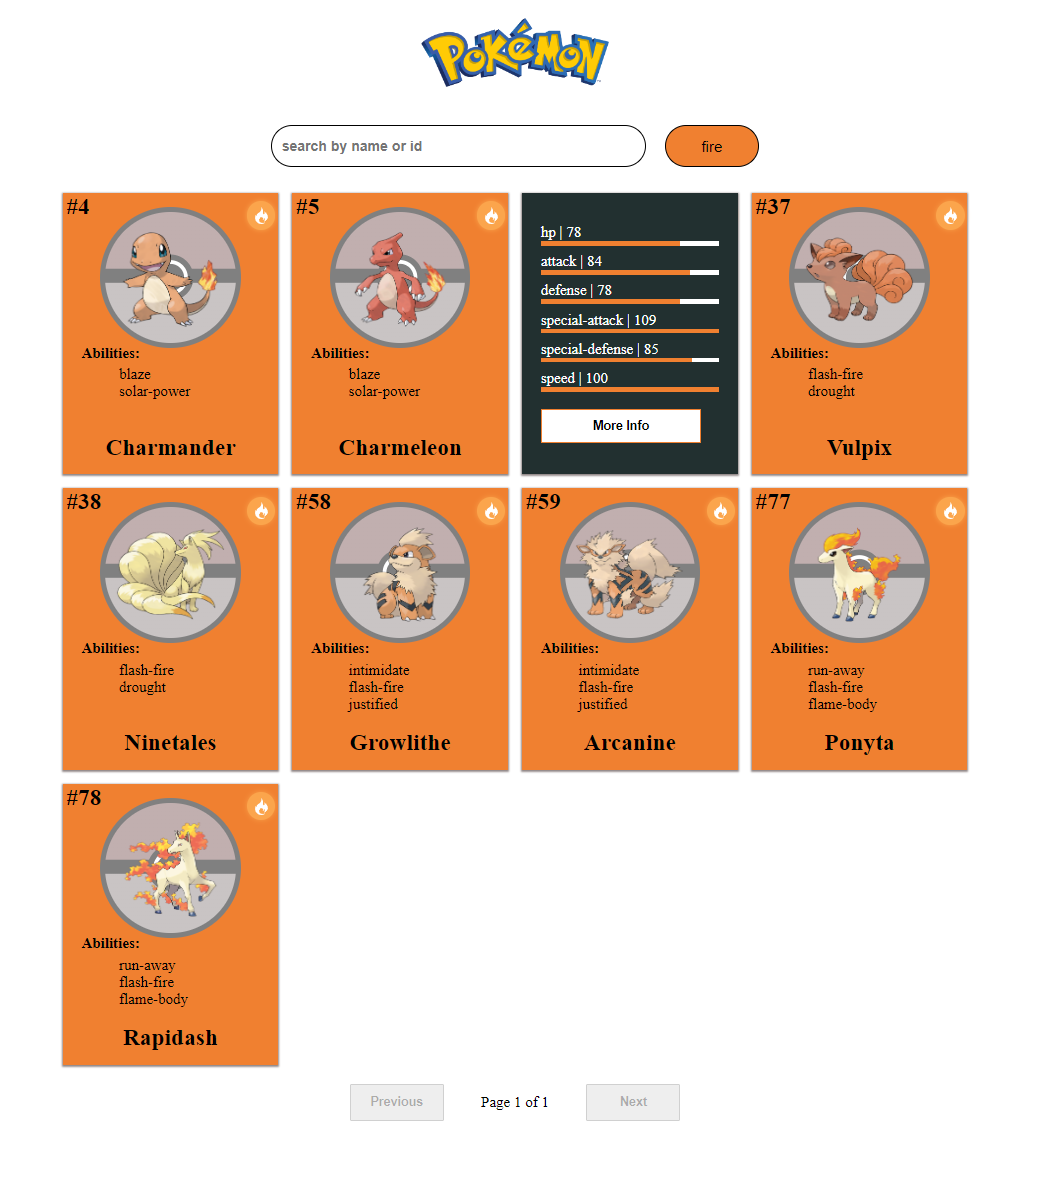 POKéMON
search by name or id
fire
#4
Abilities:
blaze
solar-power
Charmander
#5
Abilities:
blaze
solar-power
Charmeleon
hp | 78
attack | 84
defense | 78
special-attack | 109
special-defense | 85
speed | 100
More Info
#37
Abilities:
flash-fire
drought
Vulpix
#38
Abilities:
flash-fire
drought
Ninetales
#58
Abilities:
intimidate
flash-fire
justified
Growlithe
#59
Abilities:
intimidate
flash-fire
justified
Arcanine
#77
Abilities:
run-away
flash-fire
flame-body
Ponyta
#78
Abilities:
run-away
flash-fire
flame-body
Rapidash
Previous
Page 1 of 1
Next